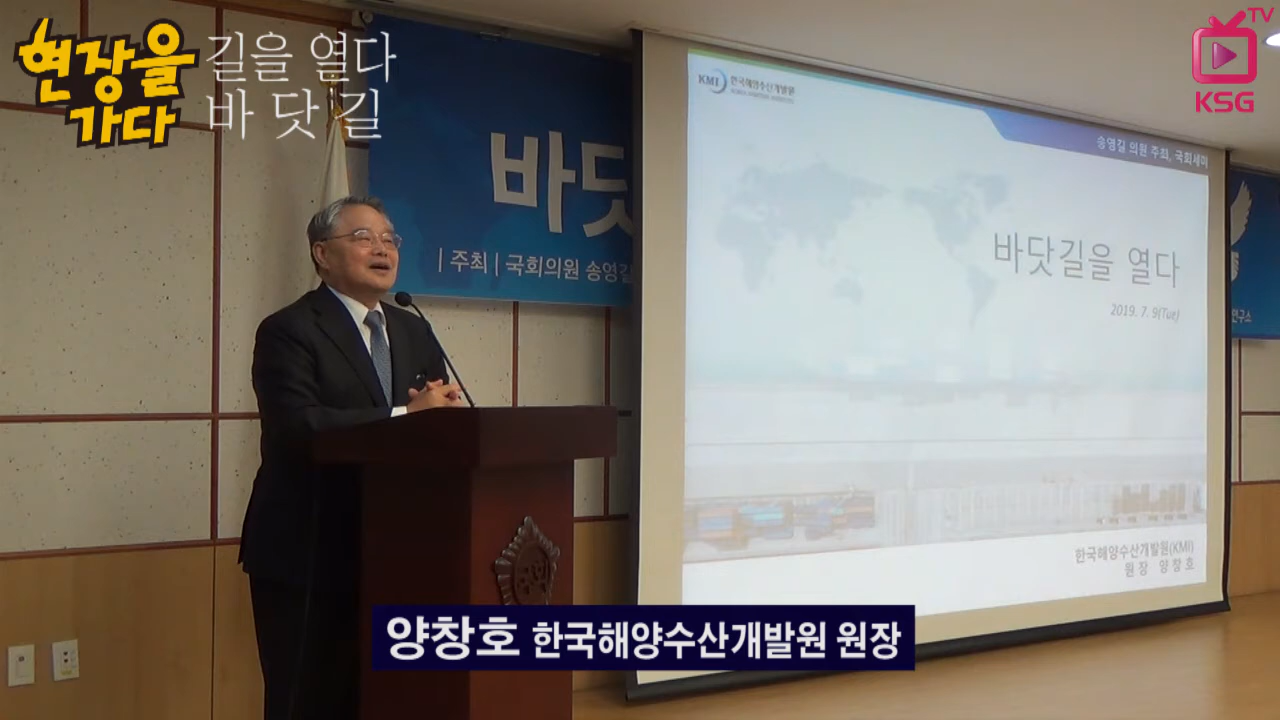 현장을
가다
길을 열다
바닷길
TV
KSG
바닷
| 주최 | 국회의원 송영길
KMI 한국해양수산개발원
송영길 의원 주최, 국회세미
바닷길을 열다
2019. 7. 9(Tue)
한국해양수산개발원(KMI)
원장 양창호
연구소
양창호 한국해양수산개발원 원장